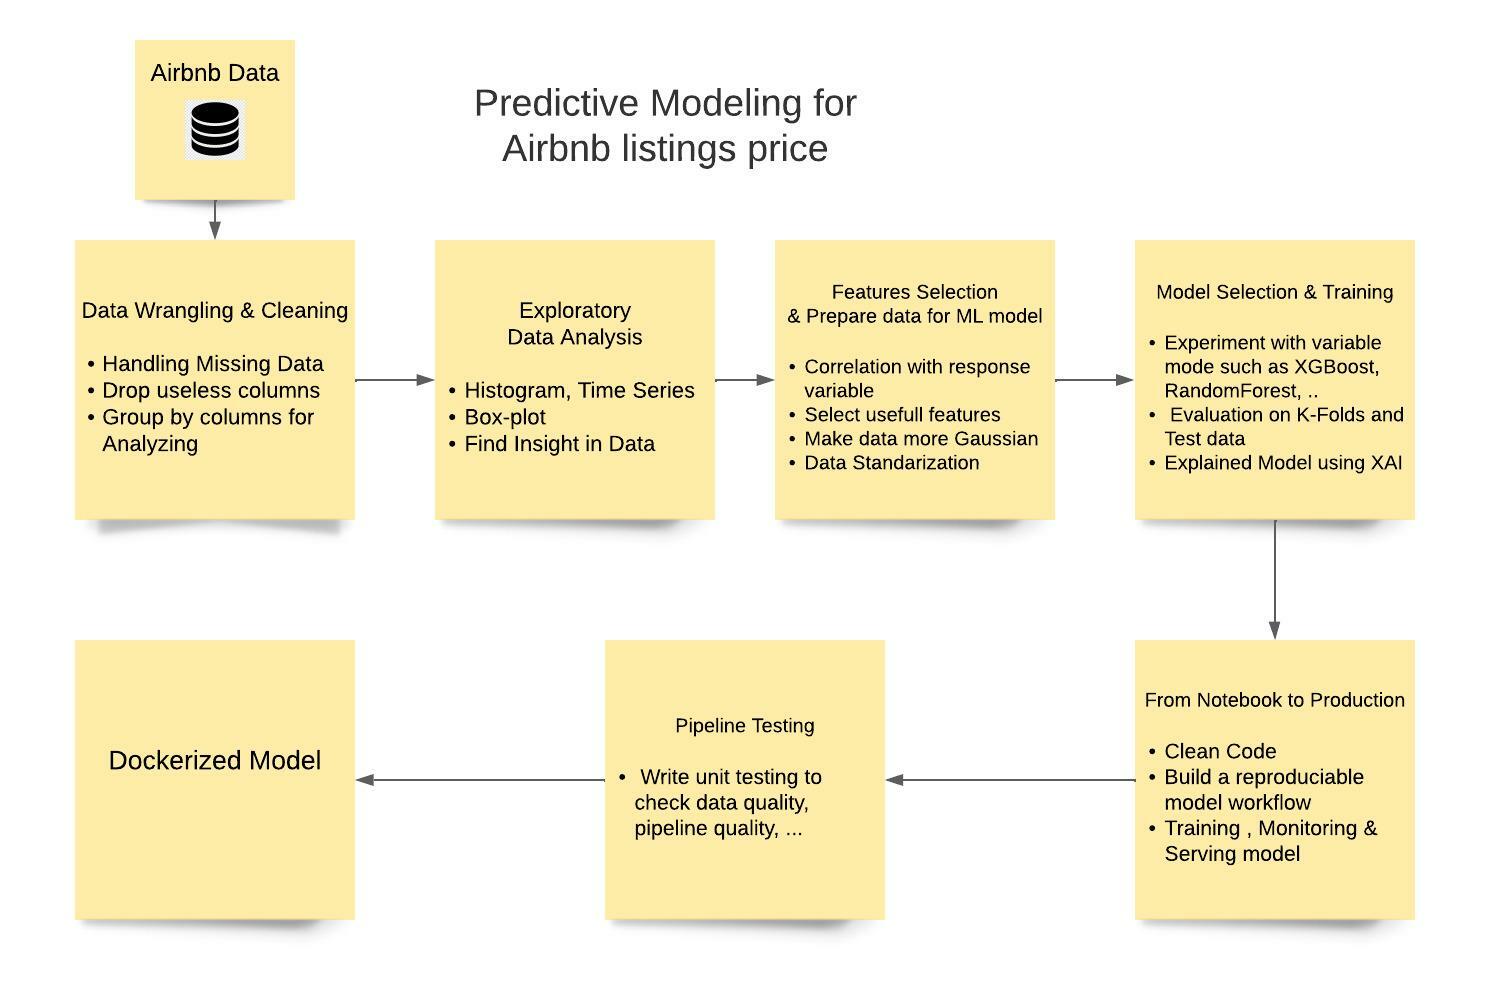 Airbnb Data
Predictive Modeling for
Airbnb listings price
Data Wrangling & Cleaning
• Handling Missing Data
• Drop useless columns
• Group by columns for
Analyzing
Exploratory
Data Analysis
• Histogram, Time Series
• Box-plot
• Find Insight in Data
Features Selection
& Prepare data for ML model
• Correlation with response
variable
• Select usefull features
• Make data more Gaussian
• Data Standarization
Model Selection & Training
• Experiment with variable
mode such as XGBoost,
RandomForest, ..
• Evaluation on K-Folds and
Test data
• Explained Model using XAI
From Notebook to Production
• Clean Code
• Build a reproduciable
model workflow
• Training , Monitoring &
Serving model
Pipeline Testing
• Write unit testing to
check data quality,
pipeline quality, ...
Dockerized Model